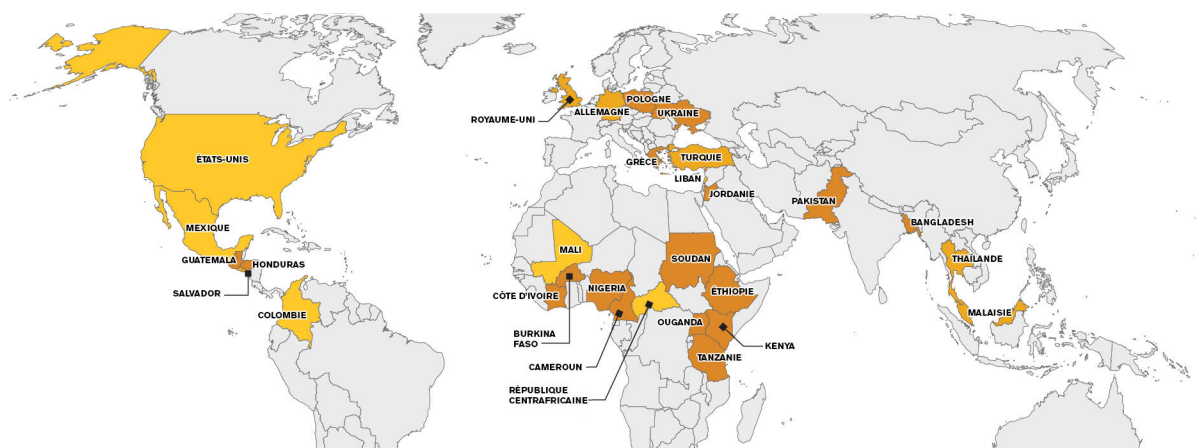 ÉTATS-UNIS
MEXIQUE
GUATEMALA
HONDURAS
SALVADOR
COLOMBIE
ROYAUME-UNI
ALLEMAGNE
POLOGNE
UKRAINE
GRÈCE
TURQUIE
LIBAN
JORDANIE
PAKISTAN
BANGLADESH
THAÏLANDE
MALAISIE
MALI
SOUDAN
NIGERIA
ÉTHIOPIE
CÔTE D'IVOIRE
BURKINA
FASO
OUGANDA
KENYA
TANZANIE
CAMEROUN
RÉPUBLIQUE
CENTRAFRICAINE